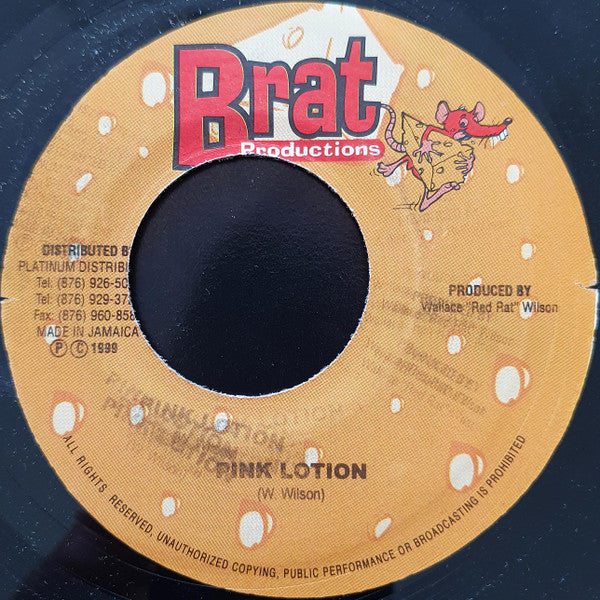 Brat
Productions
DISTRIBUTED B
PLATINUM DISTRIB
Tel: (876) 926-50
Tel: (876) 929-37
Fax: (876) 960-858
MADE IN JAMAICA
Ⓟ © 1999
PRODUCED BY
Wallace "Red Rat" Wilson
PINK LOTION
(W. Wilson)
ALL RIGHTS RESERVED, UNAUTHORIZED COPYING, PUBLIC PERFORMANCE OR BROADCASTING IS PROHIBITED